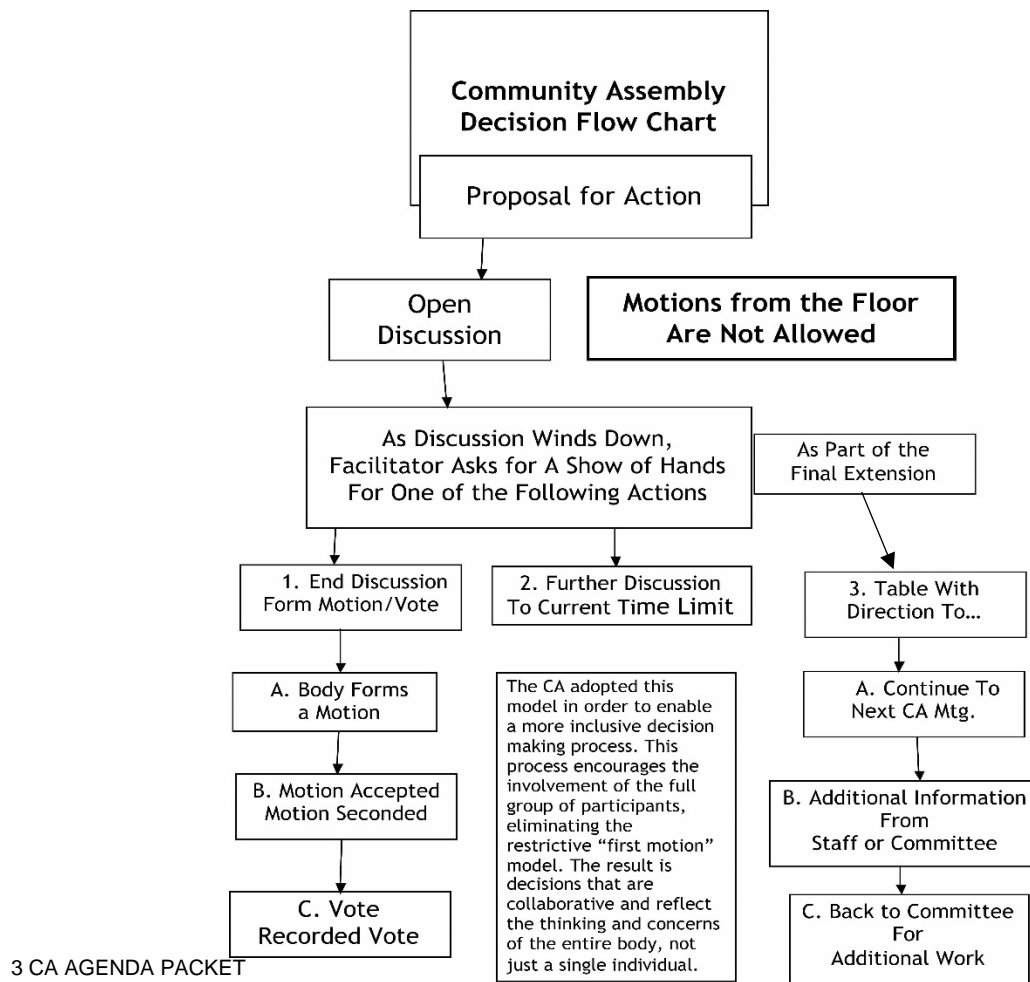 Community Assembly
Decision Flow Chart
Proposal for Action
Open
Discussion
Motions from the Floor
Are Not Allowed
As Discussion Winds Down,
Facilitator Asks for A Show of Hands
For One of the Following Actions
As Part of the
Final Extension
1. End Discussion
Form Motion/Vote
2. Further Discussion
To Current Time Limit
3. Table With
Direction To…
A. Body Forms
a Motion
B. Motion Accepted
Motion Seconded
C. Vote
Recorded Vote
The CA adopted this
model in order to enable
a more inclusive decision
making process. This
process encourages the
involvement of the full
group of participants,
eliminating the
restrictive “first motion”
model. The result is
decisions that are
collaborative and reflect
the thinking and concerns
of the entire body, not
just a single individual.
A. Continue To
Next CA Mtg.
B. Additional Information
From
Staff or Committee
C. Back to Committee
For
Additional Work
3 CA AGENDA PACKET